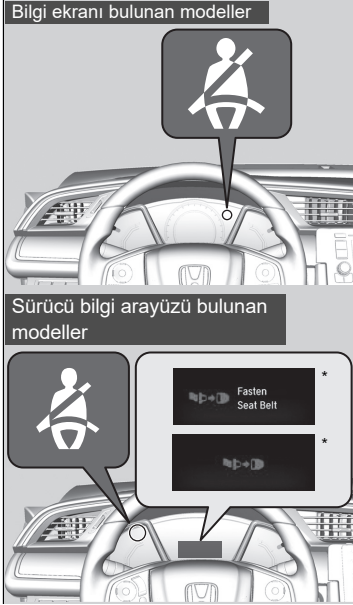 Bilgi ekranı bulunan modeller
Sürücü bilgi arayüzü bulunan
modeller
*
Fasten
Seat Belt
*